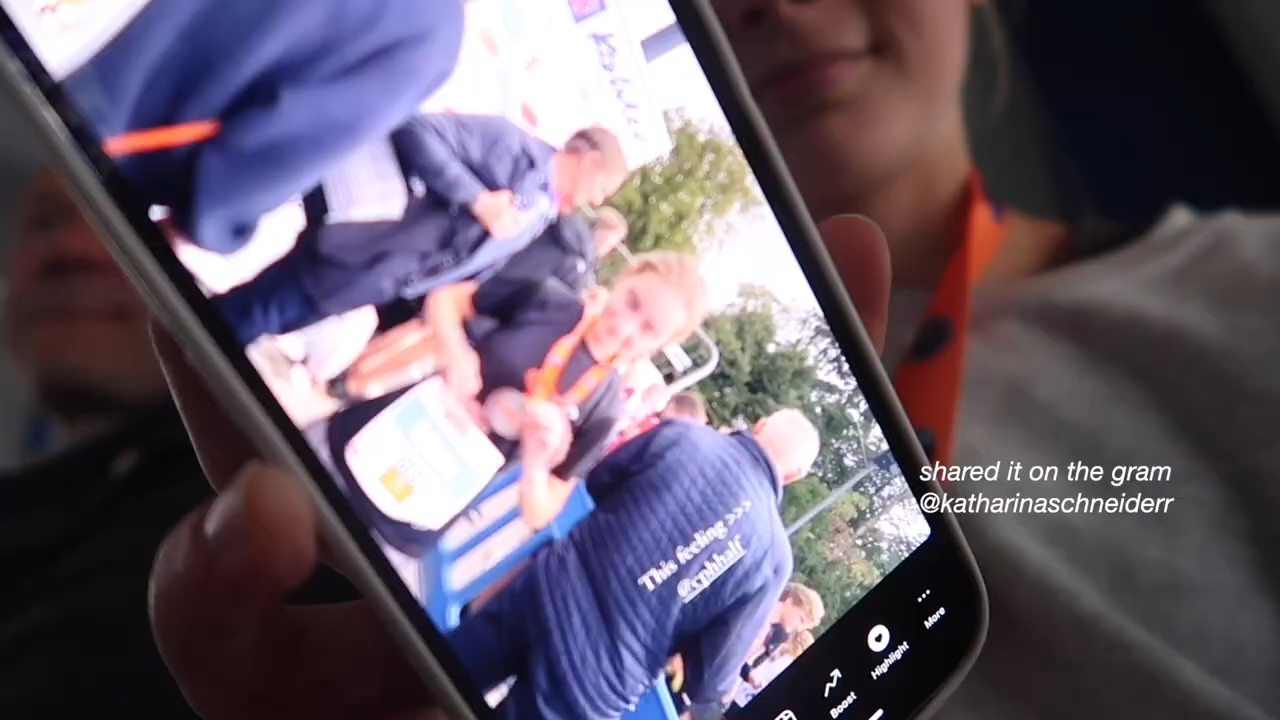 This feeling >>>
@cphhalf
More
Highlight
Boost
shared it on the gram
@katharinaschneiderr